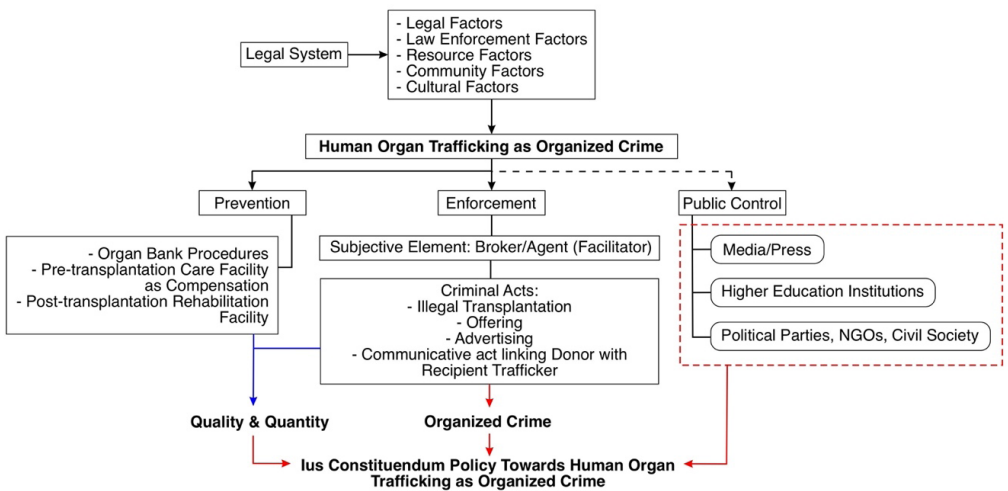 Legal System
- Legal Factors
- Law Enforcement Factors
- Resource Factors
- Community Factors
- Cultural Factors
Human Organ Trafficking as Organized Crime
Prevention
Enforcement
Public Control
- Organ Bank Procedures
- Pre-transplantation Care Facility
as Compensation
- Post-transplantation Rehabilitation
Facility
Subjective Element: Broker/Agent (Facilitator)
Criminal Acts:
- Illegal Transplantation
- Offering
- Advertising
- Communicative act linking Donor with
Recipient Trafficker
Media/Press
Higher Education Institutions
Political Parties, NGOs, Civil Society
Quality & Quantity
Organized Crime
Ius Constituendum Policy Towards Human Organ
Trafficking as Organized Crime